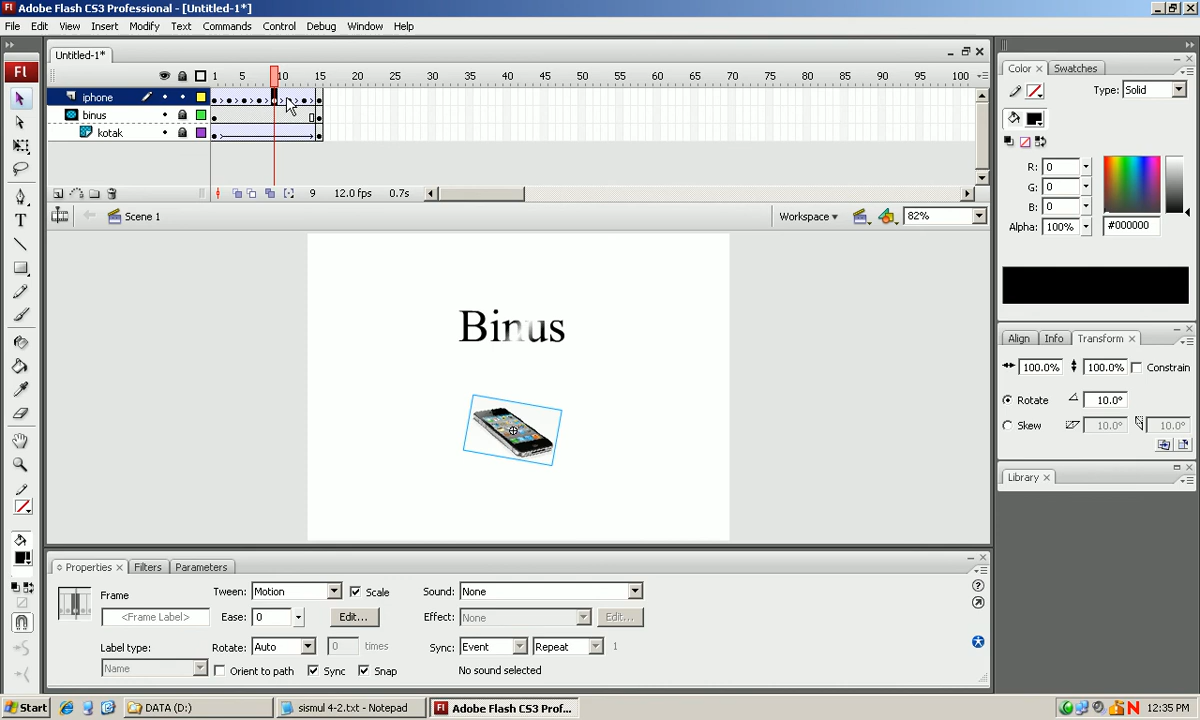 Adobe Flash CS3 Professional - [Untitled-1*]
File Edit View Insert Modify Text Commands Control Debug Window Help
Untitled-1*
1 5 10 15 20 25 30 35 40 45 50 55 60 65 70 75 80 85 90 95 100
iphone
binus
kotak
9 12.0 fps 0.7s
Scene 1
Workspace
82%
Binus
Color
Swatches
Type: Solid
R: 0
G: 0
B: 0
Alpha: 100%
#000000
Align Info Transform
100.0% 100.0% Constrain
Rotate 10.0°
Skew 10.0° 10.0°
Library
Properties Filters Parameters
Frame
<Frame Label>
Label type:
Name
Tween: Motion Scale
Ease: 0 Edit...
Rotate: Auto 0 times
Orient to path Sync Snap
Sound: None
Effect: None Edit...
Sync: Event Repeat 1
No sound selected
Start
DATA (D:)
sismul 4-2.txt - Notepad
Adobe Flash CS3 Prof...
12:35 PM